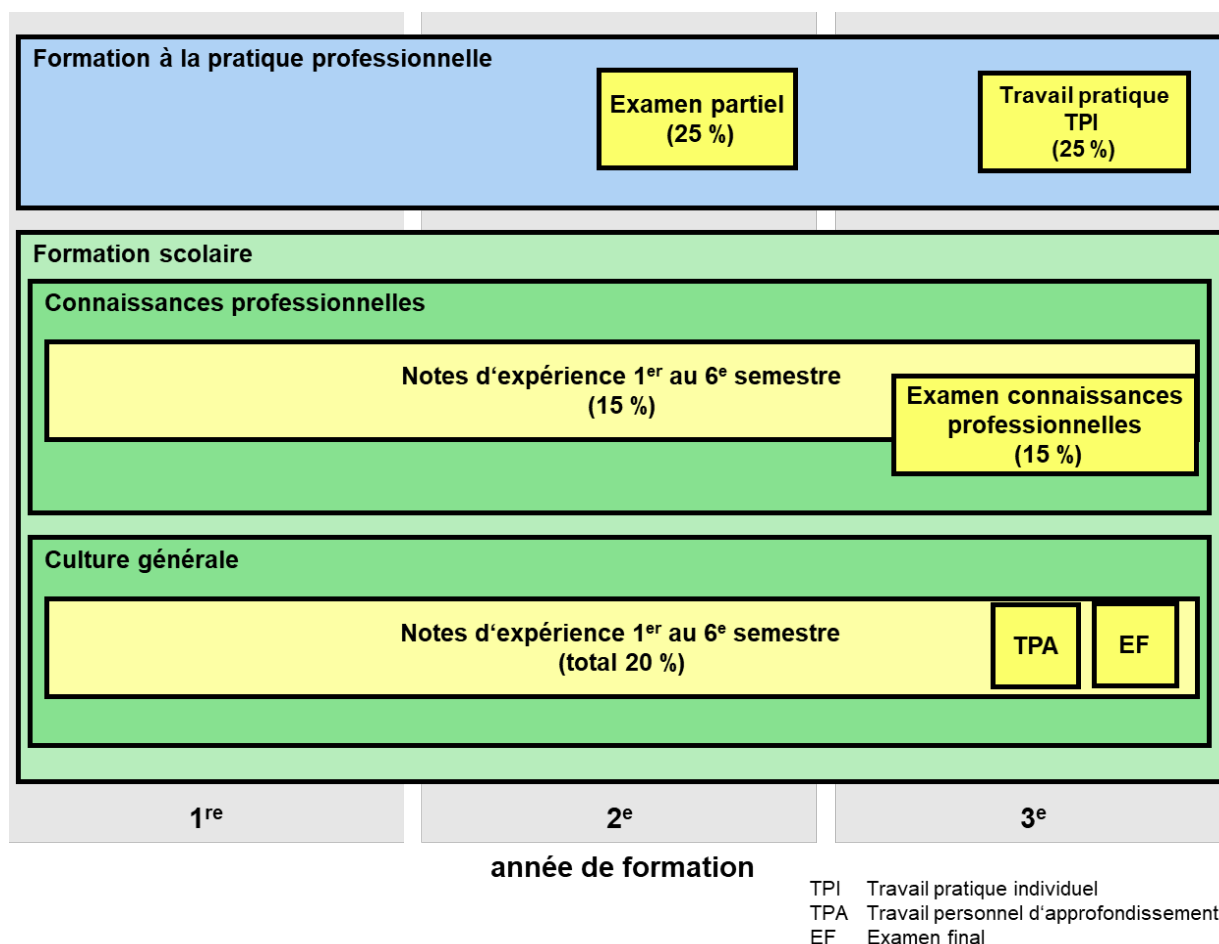 Formation à la pratique professionnelle
Examen partiel
(25 %)
Travail pratique
TPI
(25 %)
Formation scolaire
Connaissances professionnelles
Notes d‘expérience 1er au 6e semestre
(15 %)
Examen connaissances
professionnelles
(15 %)
Culture générale
Notes d‘expérience 1er au 6e semestre
(total 20 %)
TPA
EF
1re
2e
3e
année de formation
TPI Travail pratique individuel
TPA Travail personnel d‘approfondissement
EF Examen final